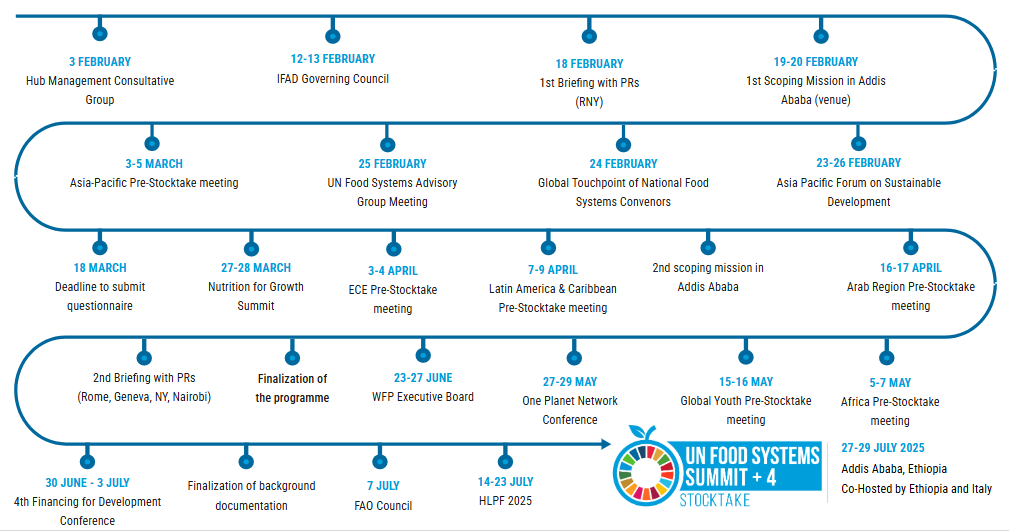 3 FEBRUARY
Hub Management Consultative
Group
12-13 FEBRUARY
IFAD Governing Council
18 FEBRUARY
1st Briefing with PRs
(RNY)
19-20 FEBRUARY
1st Scoping Mission in Addis
Ababa (venue)
3-5 MARCH
Asia-Pacific Pre-Stocktake meeting
25 FEBRUARY
UN Food Systems Advisory
Group Meeting
24 FEBRUARY
Global Touchpoint of National Food
Systems Convenors
23-26 FEBRUARY
Asia Pacific Forum on Sustainable
Development
18 MARCH
Deadline to submit
questionnaire
27-28 MARCH
Nutrition for Growth
Summit
3-4 APRIL
ECE Pre-Stocktake
meeting
7-9 APRIL
Latin America & Caribbean
Pre-Stocktake meeting
2nd scoping mission in
Addis Ababa
16-17 APRIL
Arab Region Pre-Stocktake
meeting
2nd Briefing with PRs
(Rome, Geneva, NY, Nairobi)
Finalization of
the programme
23-27 JUNE
WFP Executive Board
27-29 MAY
One Planet Network
Conference
15-16 MAY
Global Youth Pre-Stocktake
meeting
5-7 MAY
Africa Pre-Stocktake
meeting
30 JUNE - 3 JULY
4th Financing for Development
Conference
Finalization of background
documentation
7 JULY
FAO Council
14-23 JULY
HLPF 2025
UN FOOD SYSTEMS
SUMMIT + 4
STOCKTAKE
27-29 JULY 2025
Addis Ababa, Ethiopia
Co-Hosted by Ethiopia and Italy